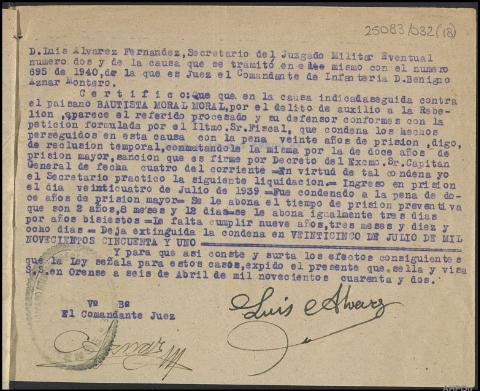 25083/032(18)
D.Luis Alvarez Fernandez, Secretario del Juzgado Militar Eventual
numero dos y de la causa que se tramitó en el mismo con el numero
695 de 1940, de la que es Juez el Comandante de Infanteria D.Benigno
Aznar Montero.
C e r t i f i c o :Que que en la causa indicadaseguida contra
el paisano BAUTISTA MORAL MORAL, por el delito de auxilio a la Rebe-
lion ,aparece el referido procesado y su defensor conformes con la
peticion formulada por el Iltmo.Sr.Fiscal, que condena los hechos
perseguidos en esta causa con la pena veinte años de prision, digo,
de reclusion temporal, conmutandole la misma por la de doce años de
prision mayor, sancion que es firme por Decreto del Excmo.Sr.Capitan
General de fecha cuatro del corriente = En virtud de tal condena yo
el Secretario practico la siguiente liquidacion.= Ingreso en prision
el dia veinticuatro de Julio de 1939 =Fue condenado a la pena de do-
ce años de prision mayor= Se le abona el tiempo de prision preventiva
que son 2 años, 8 meses y 12 dias= se le abona igualmente tres dias
por años bisiestos = Le falta cumplir nueve años, tres meses y diez y
ocho dias = Deja extinguida la condena en VEINTICINCO DE JULIO DE MIL
NOVECIENTOS CINCUENTA Y UNO
Y para que asi conste y surta los efectos consiguientes
que la Ley señala para estos casos, expido el presente que sella y visa
S.S. en Orense a seis de Abril de mil novecientos cuarenta y dos.
Vº Bº
El Comandante Juez
Luis Alvarez